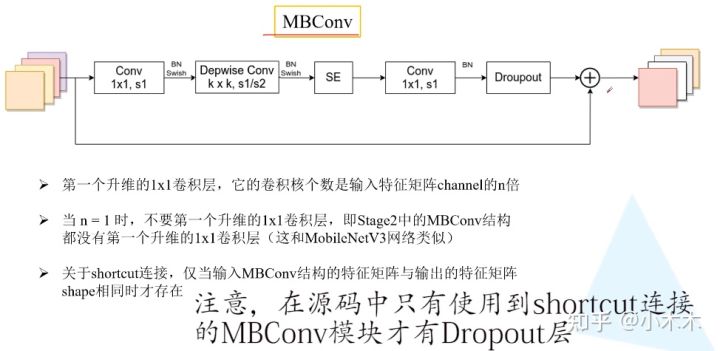 MBConv
Conv
1x1, s1
BN
Swish
Depwise Conv
k x k, s1/s2
BN
Swish
SE
Conv
1x1, s1
BN
Droupout
第一个升维的1x1卷积层，它的卷积核个数是输入特征矩阵channel的n倍
当 n = 1 时，不要第一个升维的1x1卷积层，即Stage2中的MBConv结构
都没有第一个升维的1x1卷积层（这和MobileNetV3网络类似）
关于shortcut连接，仅当输入MBConv结构的特征矩阵与输出的特征矩阵
shape相同时才存在
注意，在源码中只有使用到shortcut连接
的MBConv模块才有Dropout层
知乎 @小木木